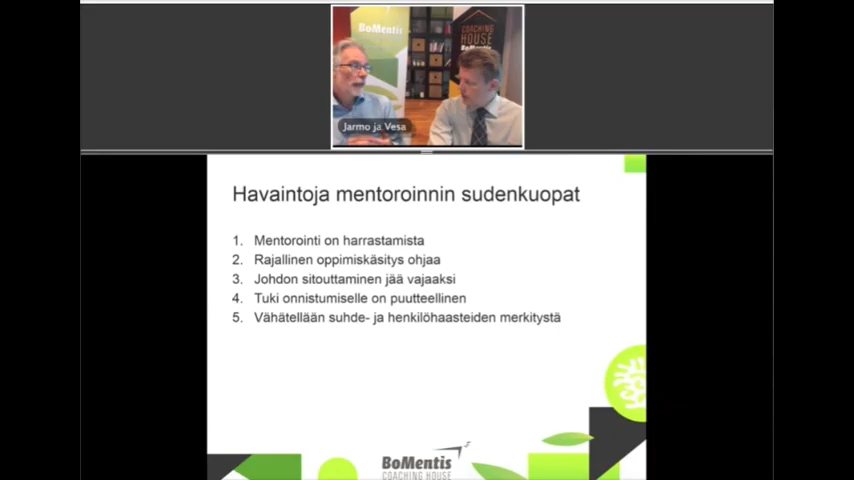 BoMentis
COACHING
HOUSE
BoMentis
Jarmo ja Vesa
Havaintoja mentoroinnin sudenkuopat
1. Mentorointi on harrastamista
2. Rajallinen oppimiskäsitys ohjaa
3. Johdon sitouttaminen jää vajaaksi
4. Tuki onnistumiselle on puutteellinen
5. Vähätellään suhde- ja henkilöhaasteiden merkitystä
BoMentis
COACHING HOUSE